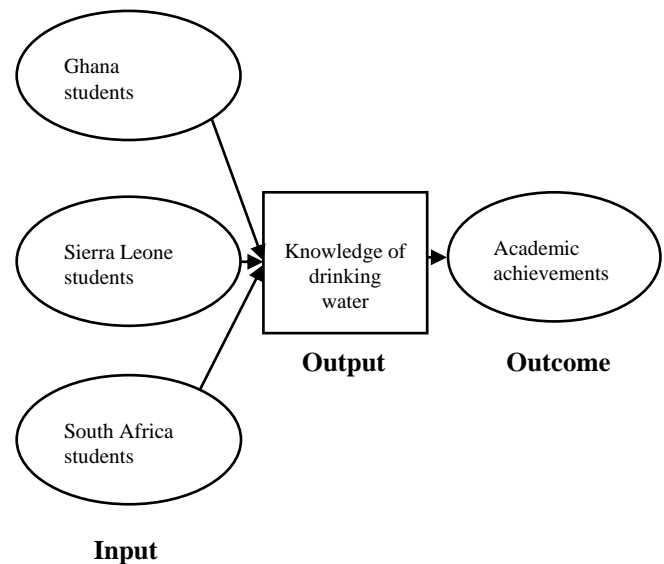 Ghana
students
Sierra Leone
students
Knowledge of
drinking
water
Academic
achievements
Output
Outcome
South Africa
students
Input